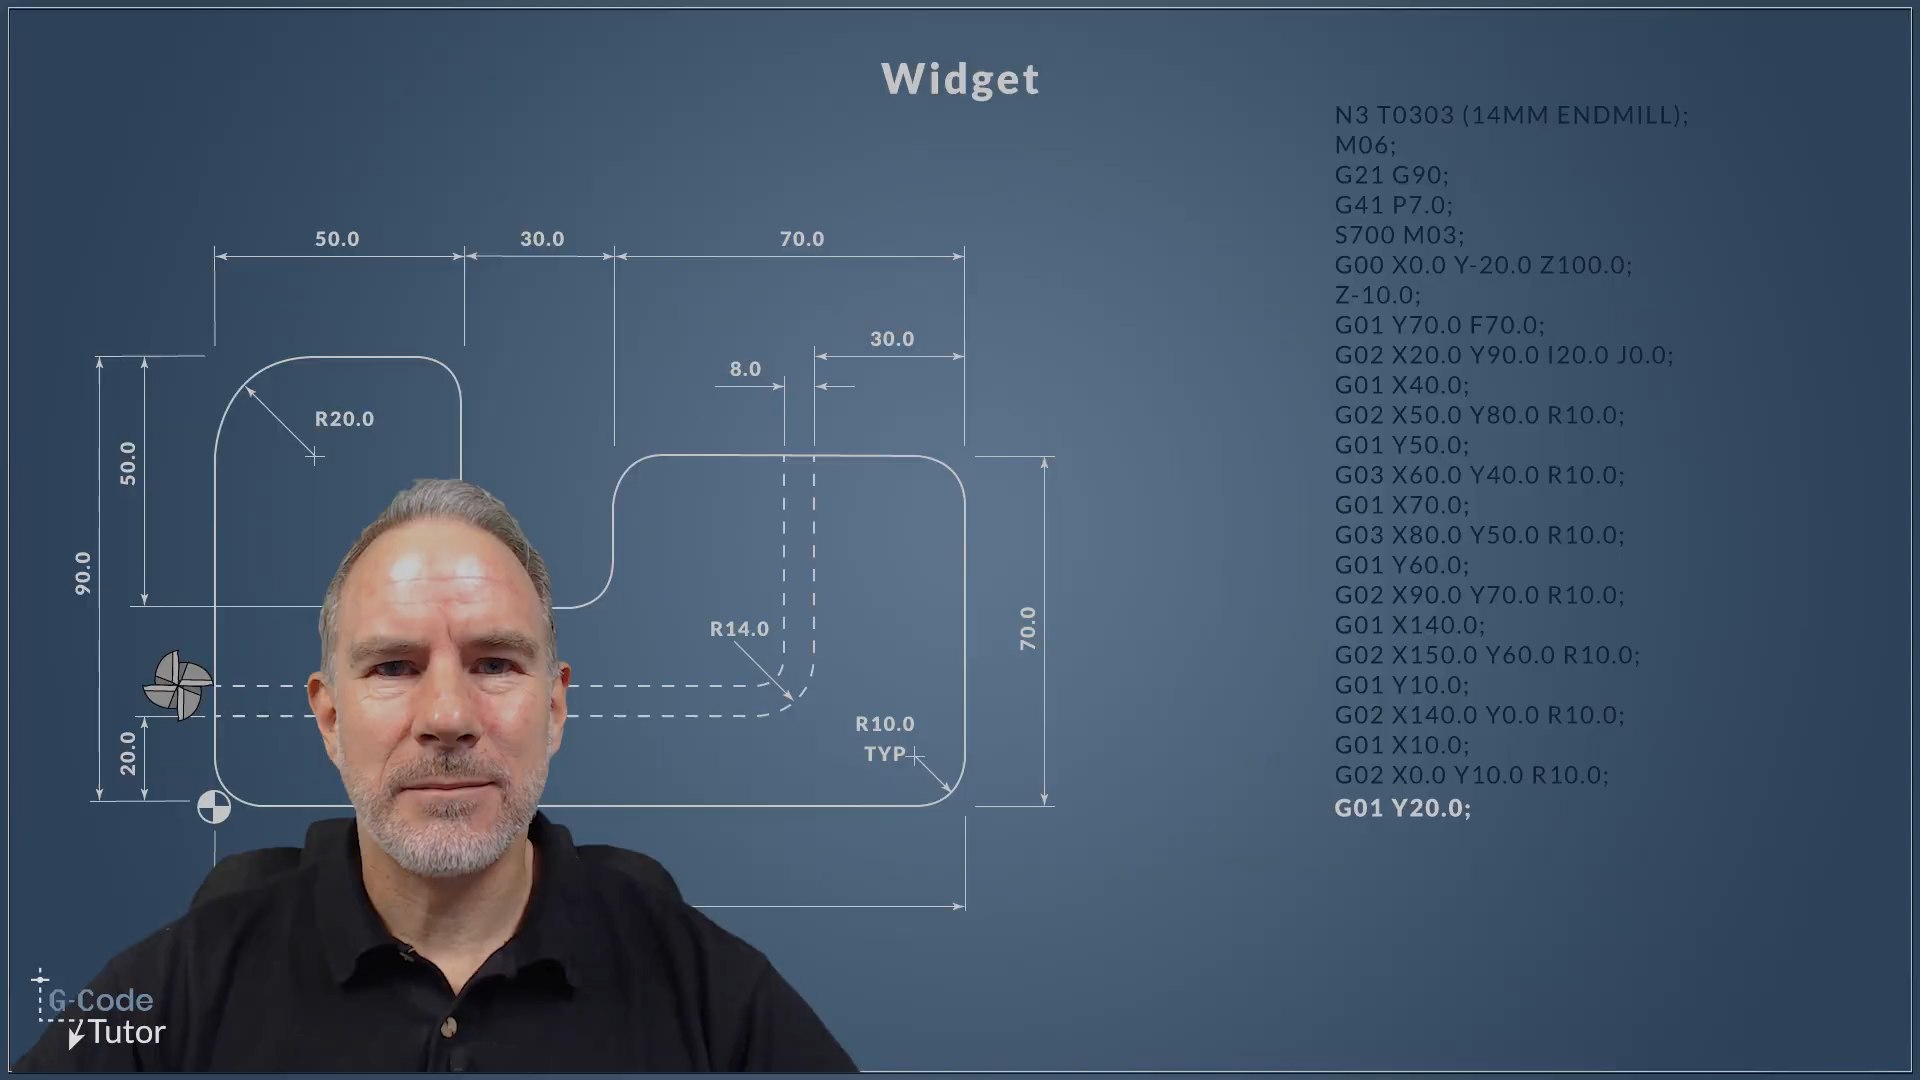 Widget
50.0
30.0
70.0
30.0
8.0
R20.0
50.0
90.0
R14.0
70.0
R10.0
TYP
20.0
N3 T0303 (14MM ENDMILL);
M06;
G21 G90;
G41 P7.0;
S700 M03;
G00 X0.0 Y-20.0 Z100.0;
Z-10.0;
G01 Y70.0 F70.0;
G02 X20.0 Y90.0 I20.0 J0.0;
G01 X40.0;
G02 X50.0 Y80.0 R10.0;
G01 Y50.0;
G03 X60.0 Y40.0 R10.0;
G01 X70.0;
G03 X80.0 Y50.0 R10.0;
G01 Y60.0;
G02 X90.0 Y70.0 R10.0;
G01 X140.0;
G02 X150.0 Y60.0 R10.0;
G01 Y10.0;
G02 X140.0 Y0.0 R10.0;
G01 X10.0;
G02 X0.0 Y10.0 R10.0;
G01 Y20.0;
G-Code
Tutor